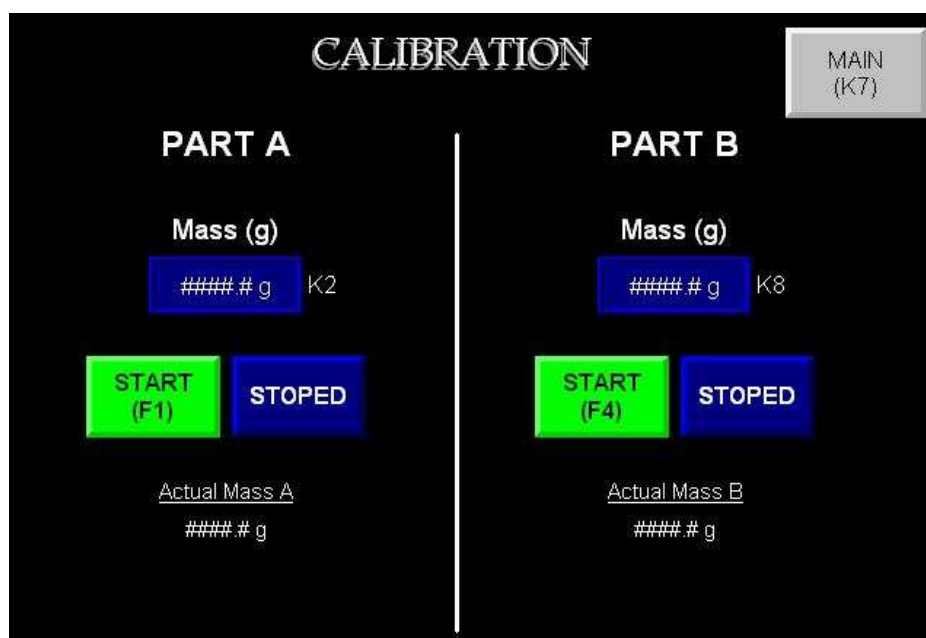 CALIBRATION
MAIN
(K7)
PART A
Mass (g)
####.# g K2
START
(F1)
STOPED
Actual Mass A
####.# g
PART B
Mass (g)
####.# g K8
START
(F4)
STOPED
Actual Mass B
####.# g